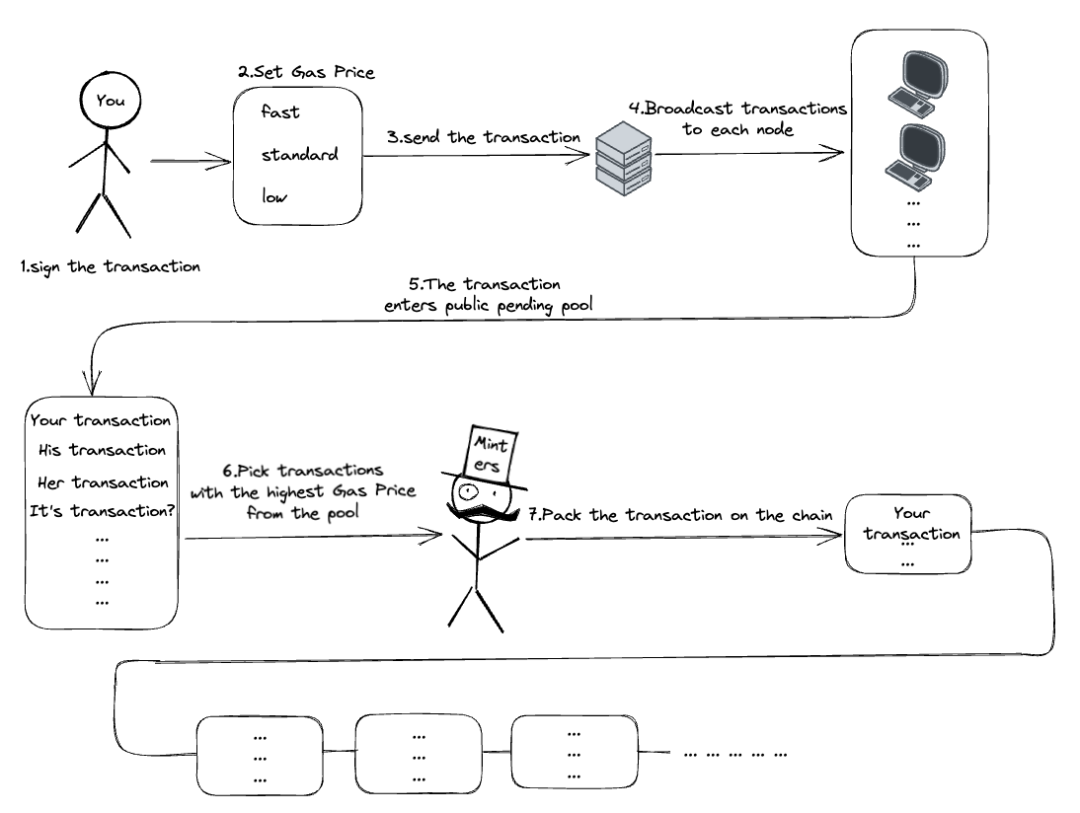 You
2.Set Gas Price
fast
standard
low
1.sign the transaction
3.send the transaction
4.Broadcast transactions
to each node
...
...
...
5.The transaction
enters public pending pool
Your transaction
His transaction
Her transaction
It's transaction?
...
...
...
...
6.Pick transactions
with the highest Gas Price
from the pool
Mint
ers
7.Pack the transaction on the chain
Your
transaction
...
...
...
...
...
...
...
...
...
...
...
... ... ... ... ...